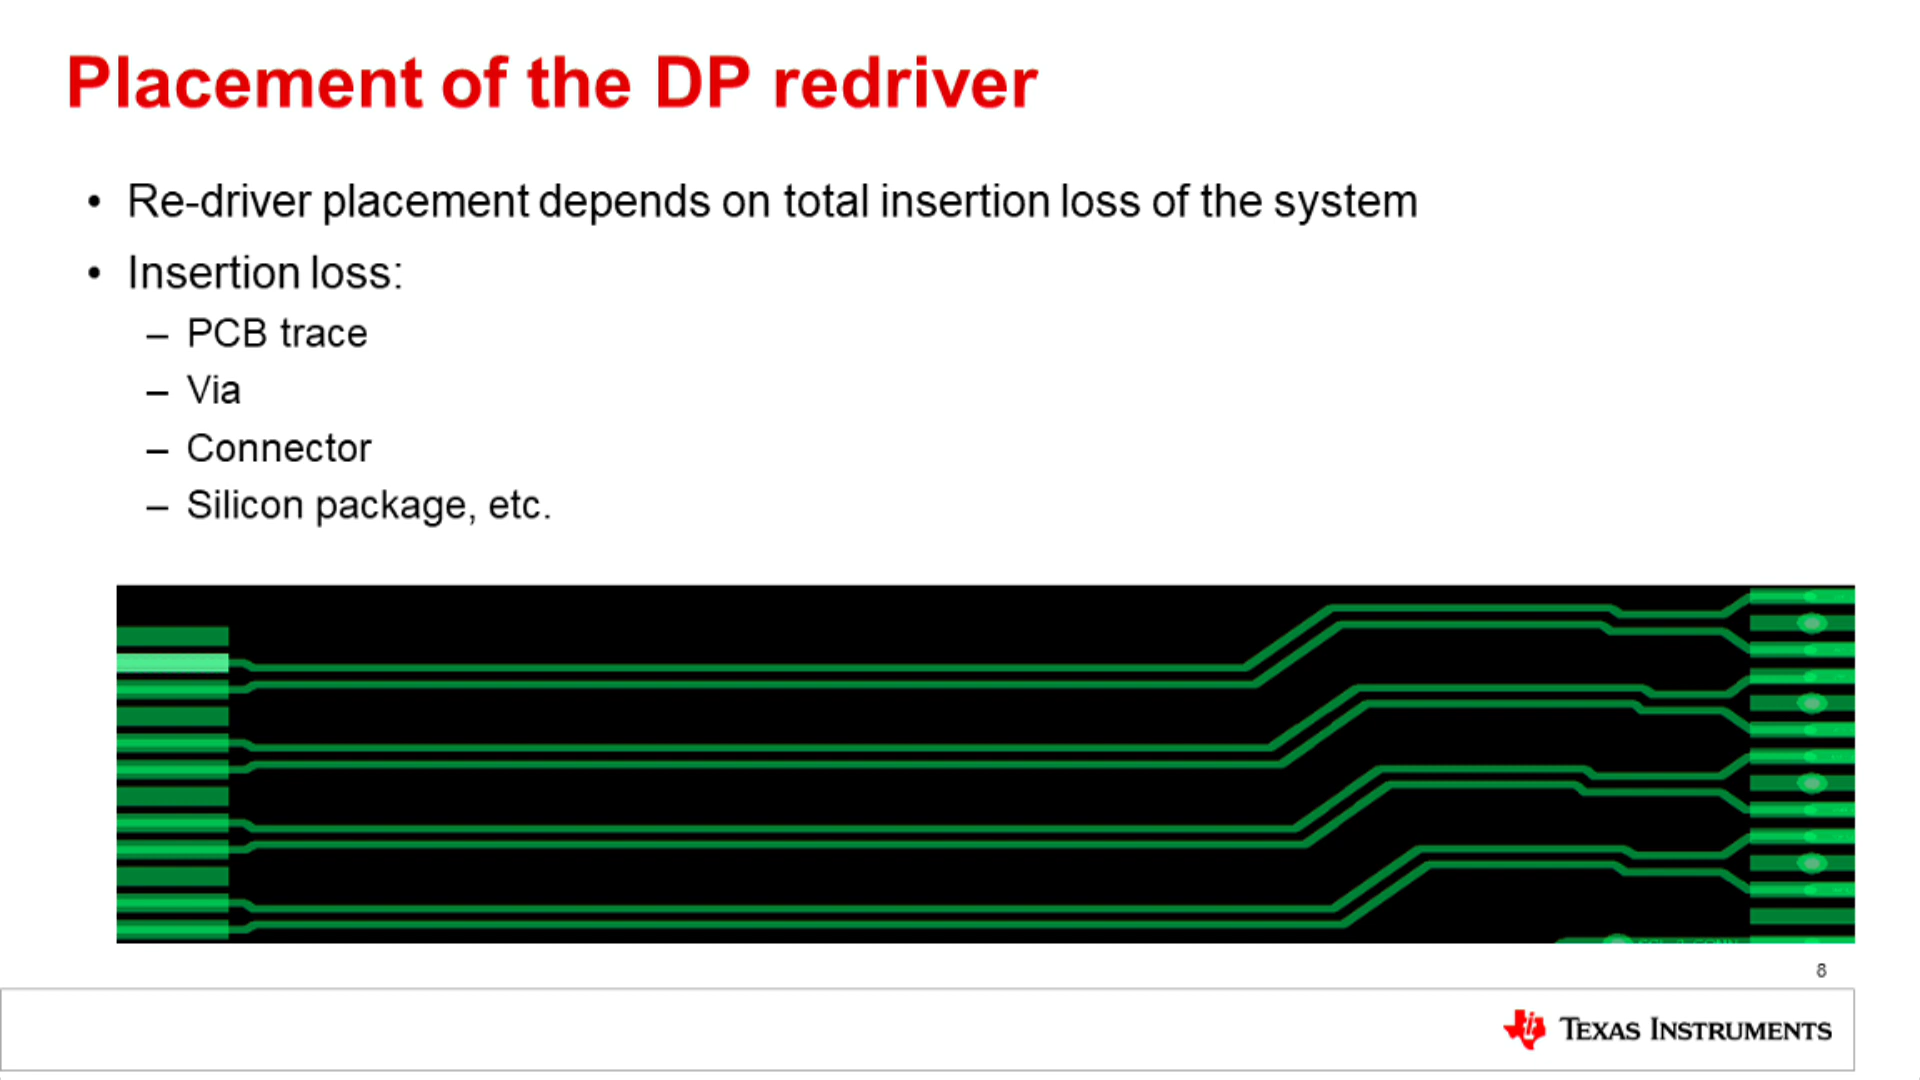 Placement of the DP redriver
• Re-driver placement depends on total insertion loss of the system
• Insertion loss:
– PCB trace
– Via
– Connector
– Silicon package, etc.
8
TEXAS INSTRUMENTS